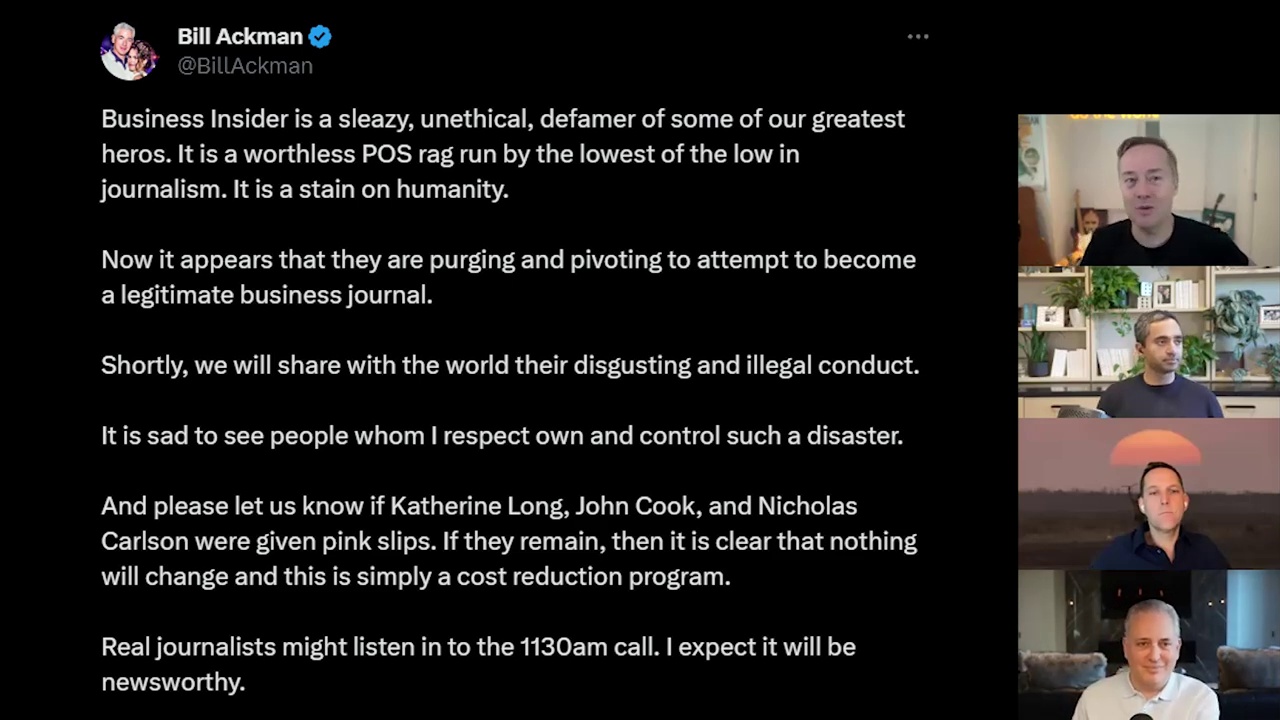 Bill Ackman
@BillAckman
Business Insider is a sleazy, unethical, defamer of some of our greatest
heros. It is a worthless POS rag run by the lowest of the low in
journalism. It is a stain on humanity.
Now it appears that they are purging and pivoting to attempt to become
a legitimate business journal.
Shortly, we will share with the world their disgusting and illegal conduct.
It is sad to see people whom I respect own and control such a disaster.
And please let us know if Katherine Long, John Cook, and Nicholas
Carlson were given pink slips. If they remain, then it is clear that nothing
will change and this is simply a cost reduction program.
Real journalists might listen in to the 1130am call. I expect it will be
newsworthy.